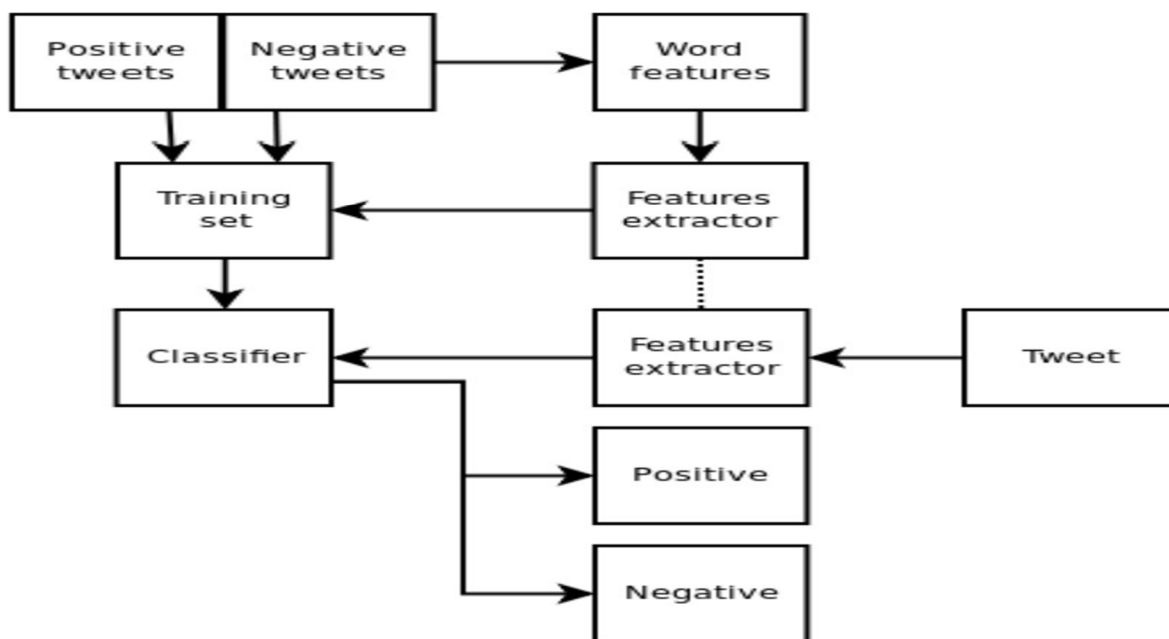 Positive
tweets
Negative
tweets
Word
features
Training
set
Features
extractor
Classifier
Features
extractor
Tweet
Positive
Negative